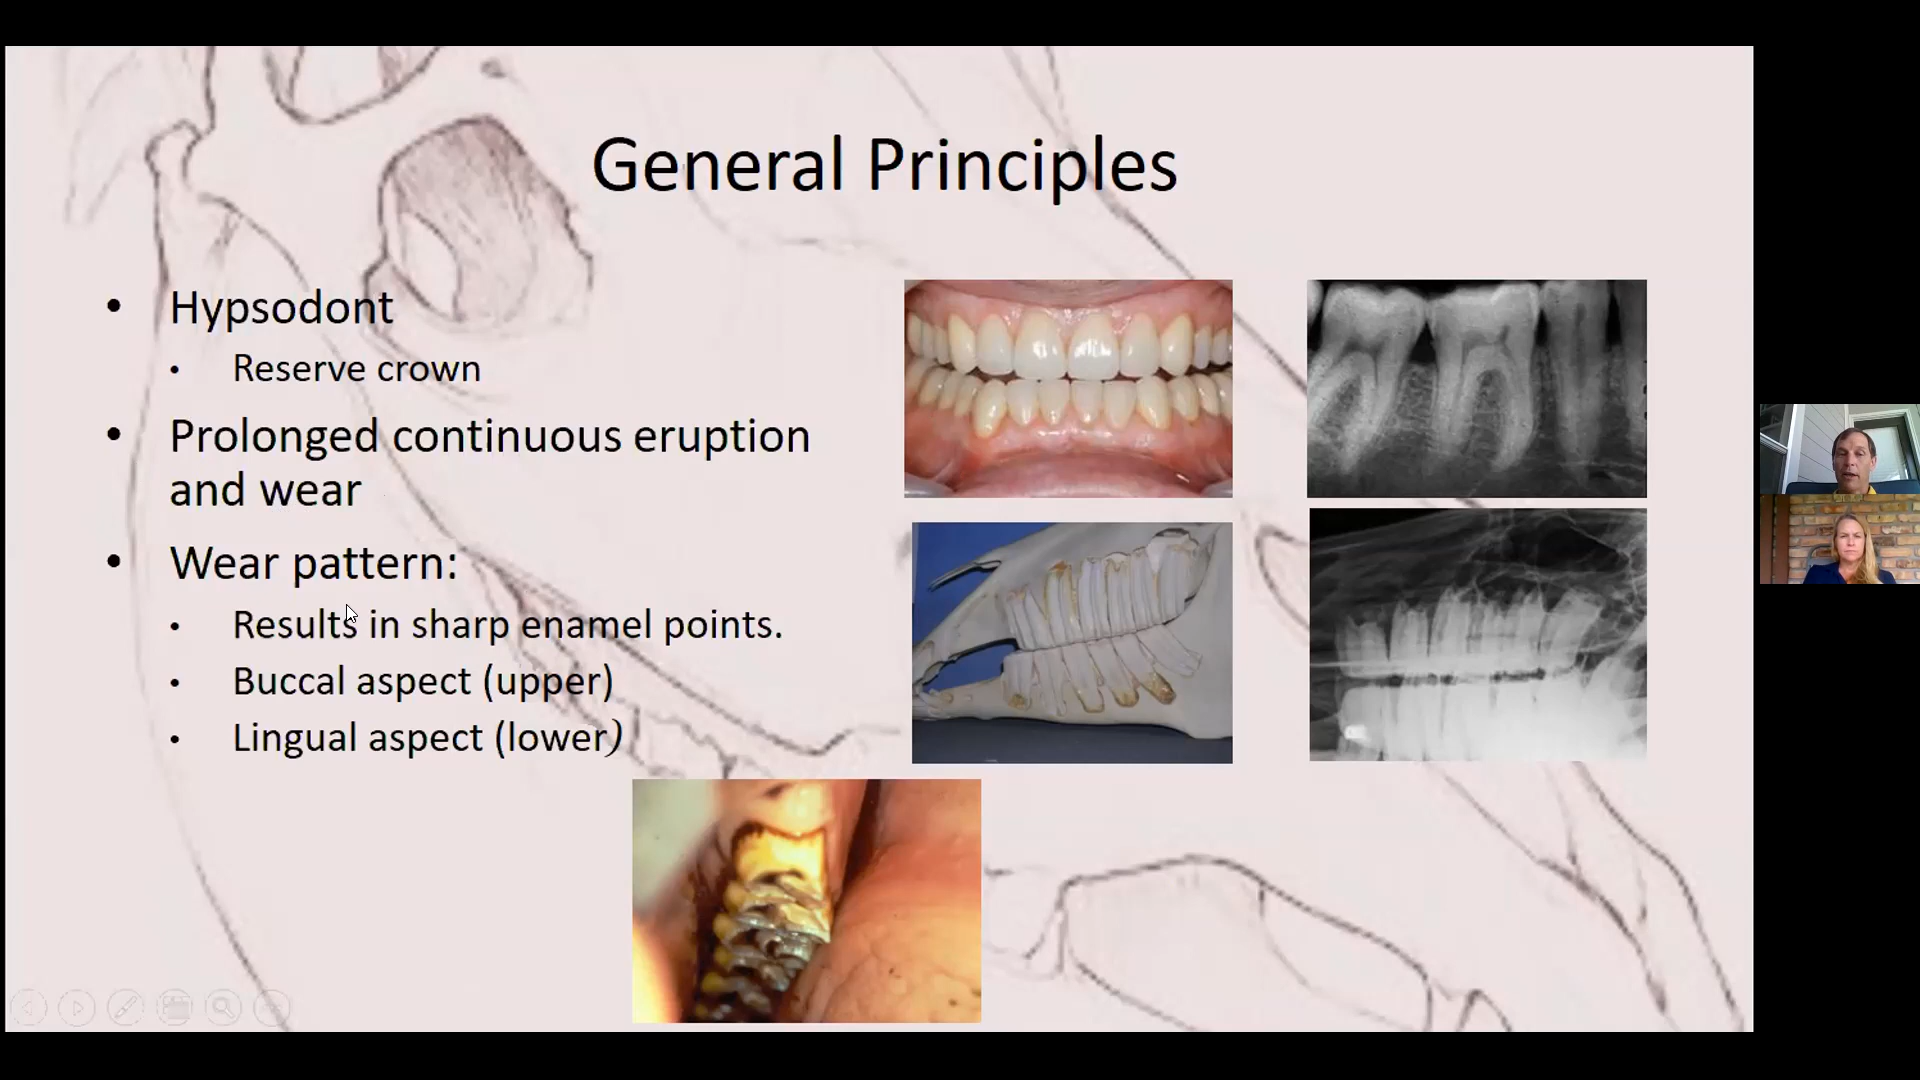 General Principles
• Hypsodont
• Reserve crown
• Prolonged continuous eruption
and wear
• Wear pattern:
• Results in sharp enamel points.
• Buccal aspect (upper)
• Lingual aspect (lower)